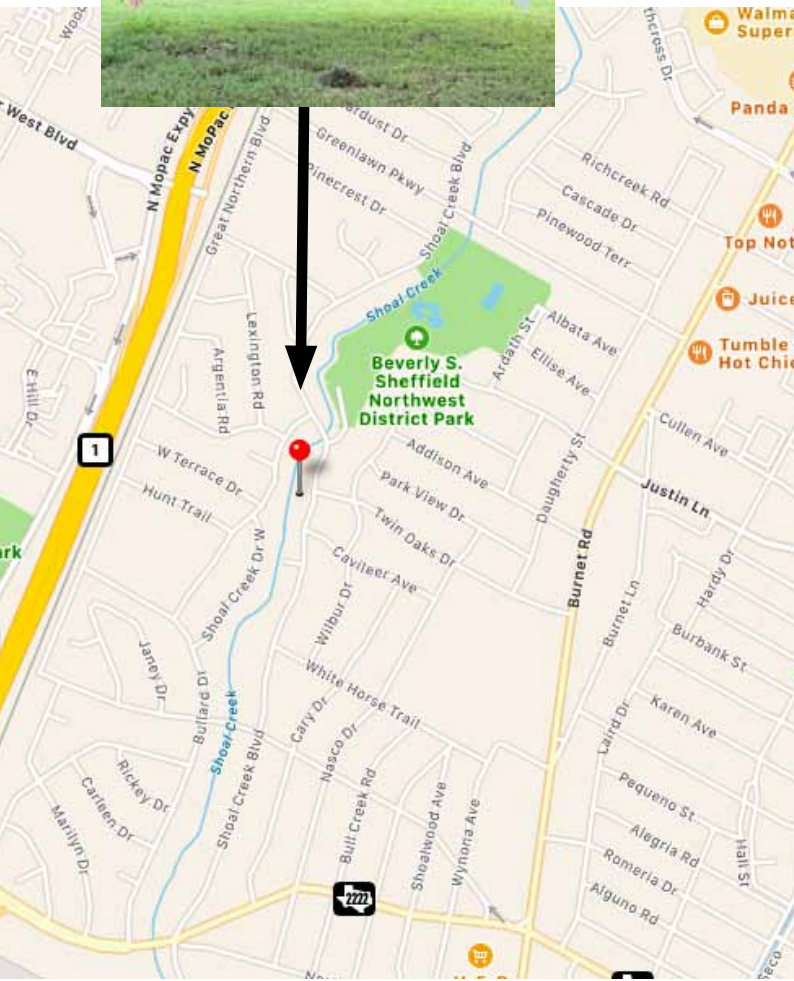 Walma
Super
Panda
West Blvd
N Mopac Expy
N MoPac
Great Northern Blvd
ardust Dr
Greenlawn Pkwy
Pinecrest Dr
Shoal Creek Blvd
Richcreek Rd
Cascade Dr
Pinewood Terr
Top Not
Juice
Tumble
Hot Chi
Shoal Creek
Lexington Rd
Argentia Rd
Beverly S.
Sheffield
Northwest
District Park
Ardath St
Albata Ave
Ellise Ave
E Hill Dr
1
W Terrace Dr
Hunt Trail
Addison Ave
Park View Dr
Twin Oaks Dr
Daugherty St
Cullen Ave
Justin Ln
ark
Shoal Creek Dr W
Cavileer Ave
Wilbur Dr
Burnet Rd
Burnet Ln
Hardy Dr
Burbank St
Janey Dr
Bullard Dr
Shoal Creek
White Horse Trail
Cary Dr
Nasco Dr
Laird Dr
Karen Ave
Rickey Dr
Carleen Dr
Marilyn Dr
Shoal Creek Blvd
Bull Creek Rd
Shoalwood Ave
Wynona Ave
Pequeno St
Alegria Rd
Romeria Dr
Alguno Rd
Hall St
2222